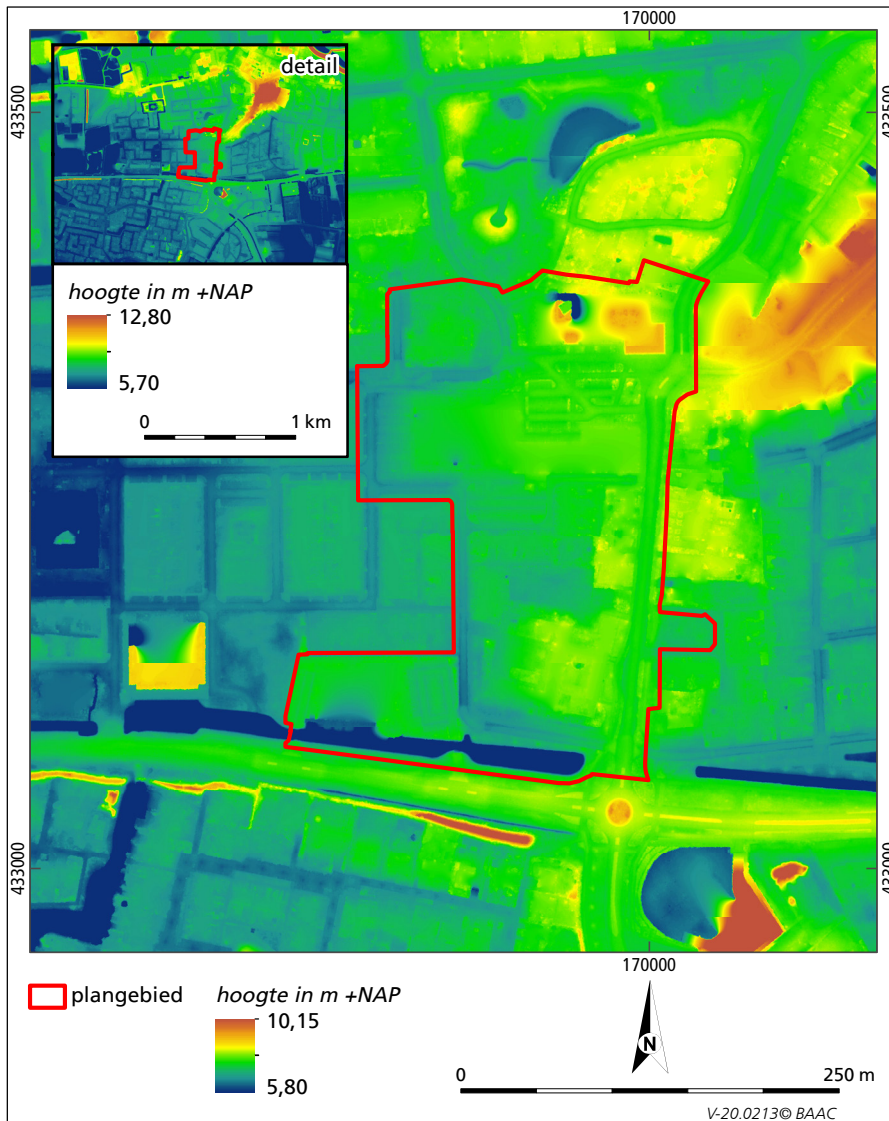 170000
detail
433500
433500
hoogte in m +NAP
12,80
5,70
0 1 km
433000
433000
170000
plangebied
hoogte in m +NAP
10,15
5,80
N
0 250 m
V-20.0213© BAAC